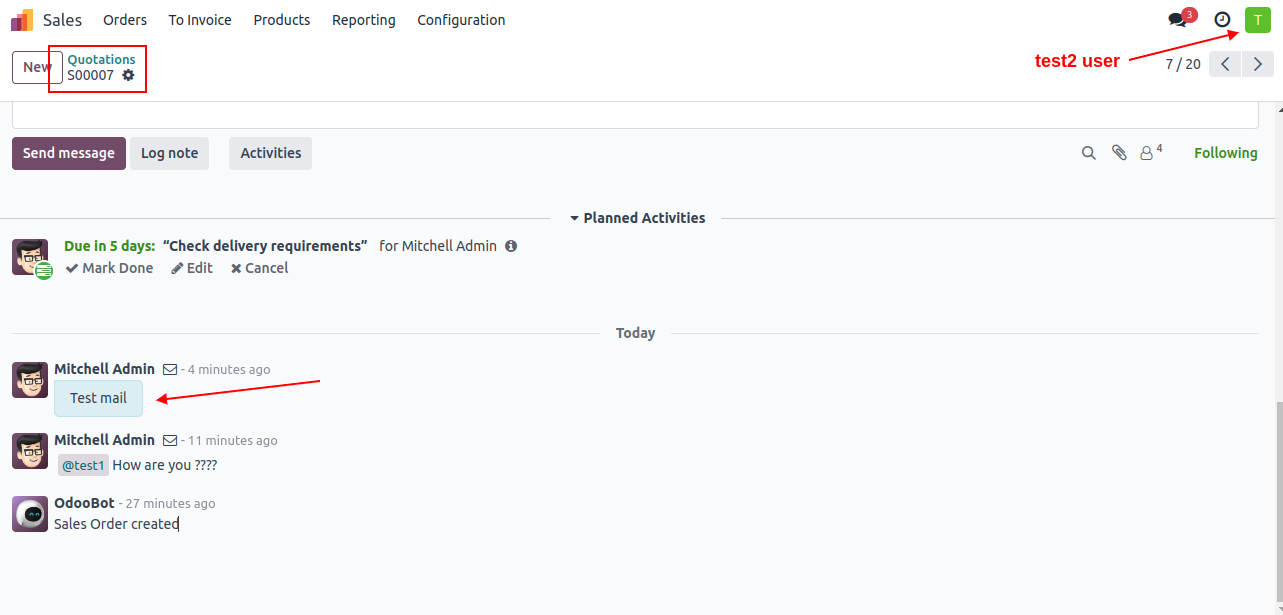 Sales Orders To Invoice Products Reporting Configuration 3 T
New Quotations
S00007
test2 user
7 / 20
Send message Log note Activities 4 Following
Planned Activities
Due in 5 days: “Check delivery requirements” for Mitchell Admin
Mark Done Edit Cancel
Today
Mitchell Admin - 4 minutes ago
Test mail
Mitchell Admin - 11 minutes ago
@test1 How are you ????
OdooBot - 27 minutes ago
Sales Order created